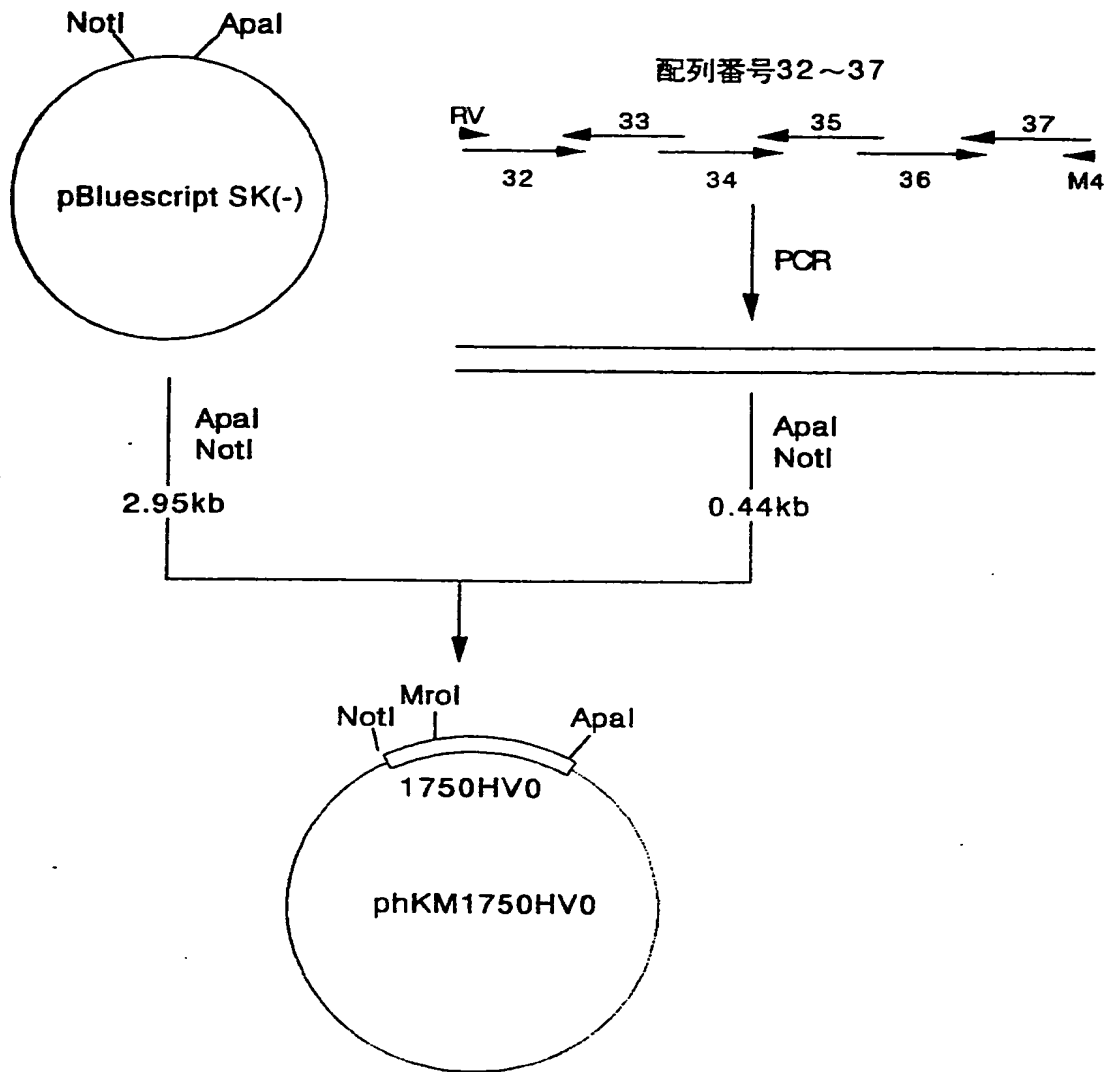 NotI ApaI
pBluescript SK(-)
配列番号32～37
RV 33 35 37
32 34 36 M4
PCR
ApaI
NotI
2.95kb
ApaI
NotI
0.44kb
NotI MroI ApaI
1750HV0
phKM1750HV0